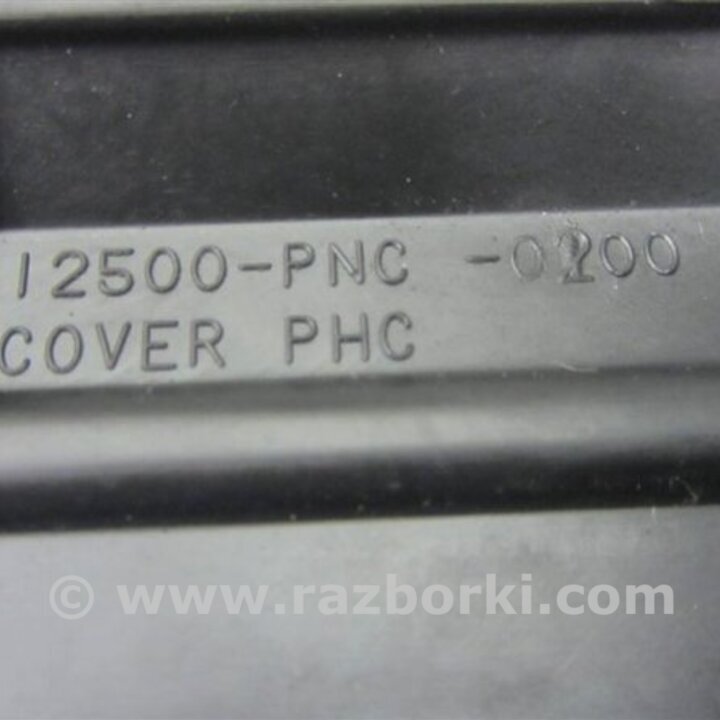 12500-PNC -0200
COVER PHC
© www.razborki.com